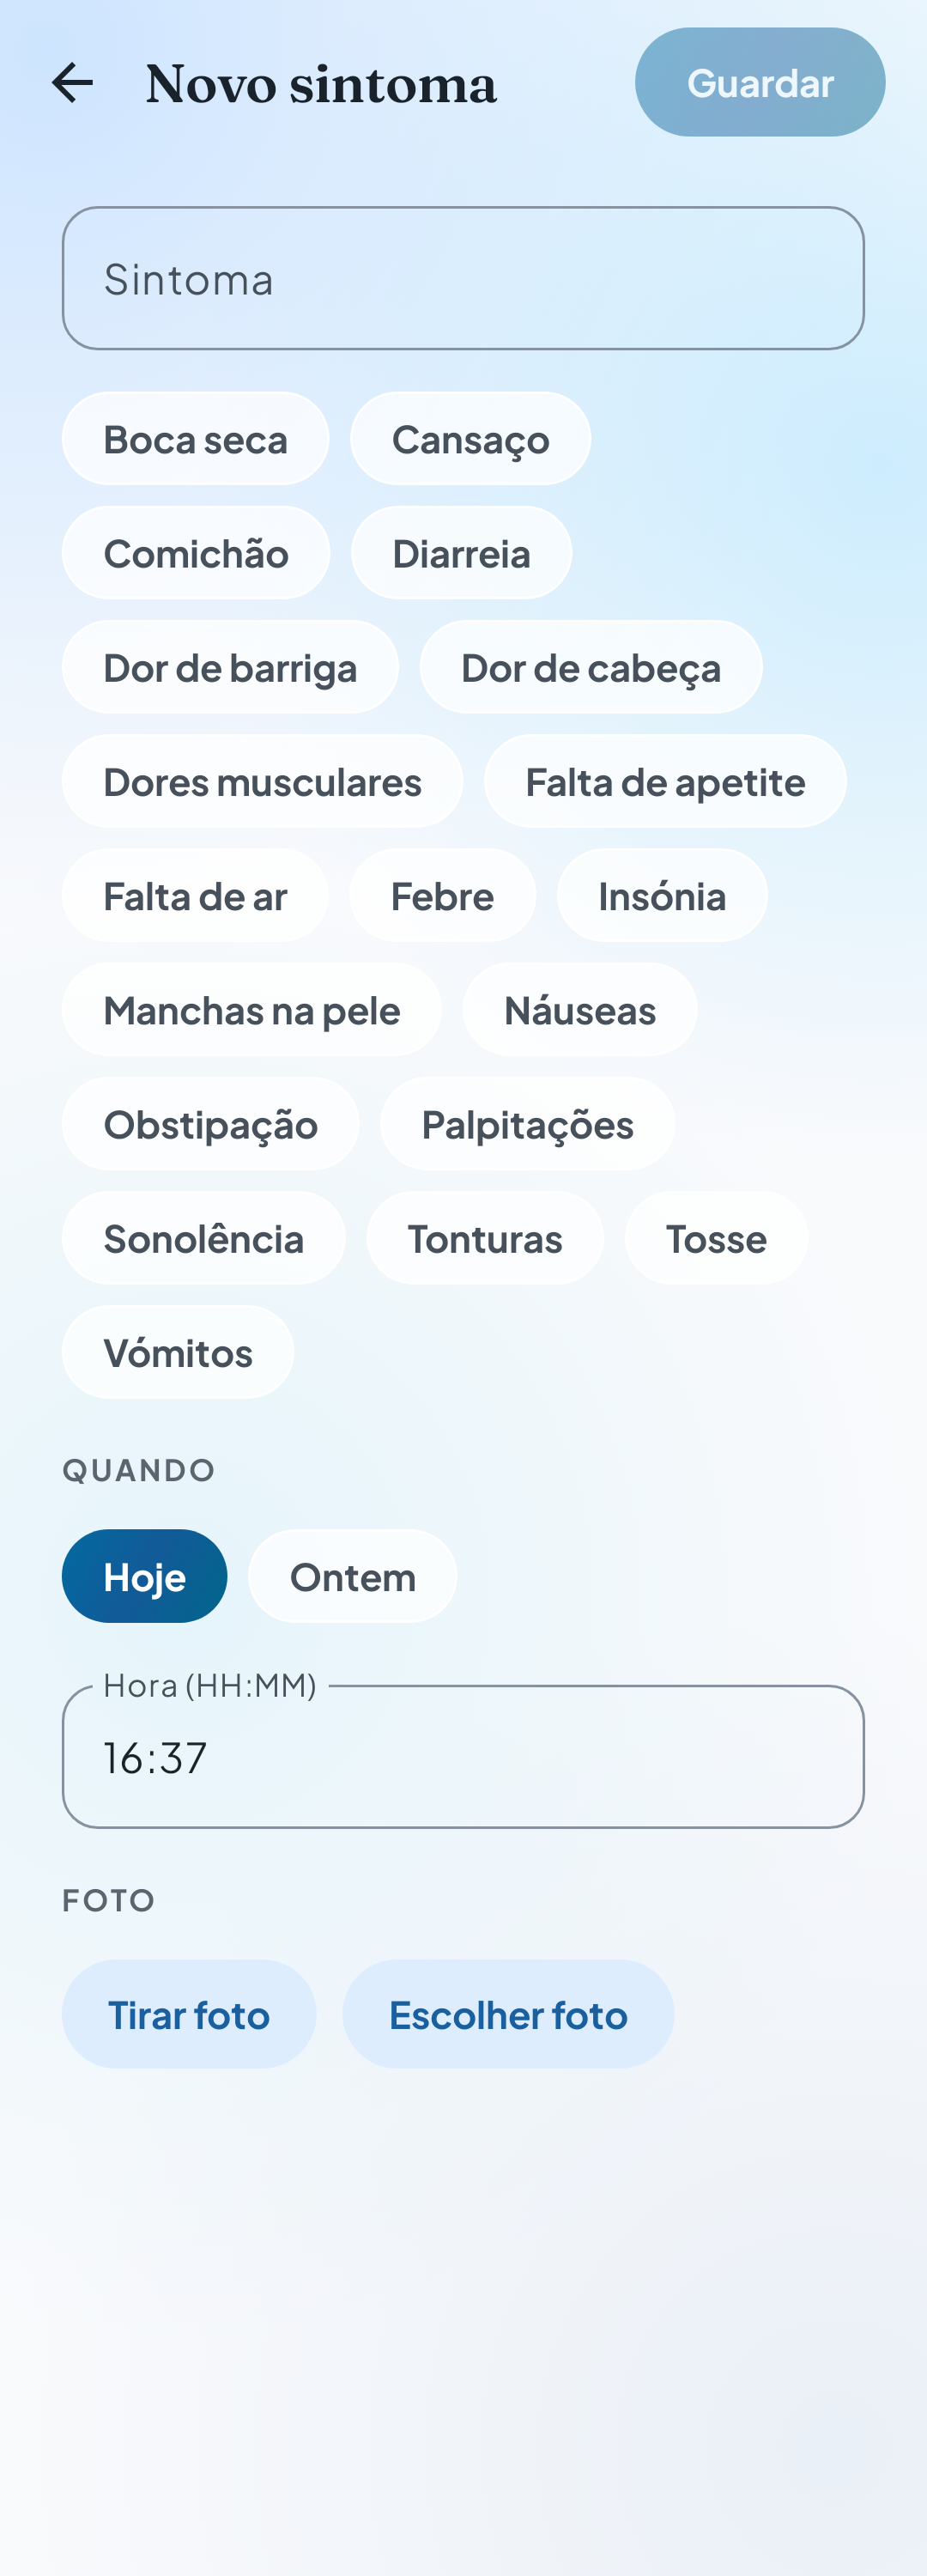 Novo sintoma
Guardar
Sintoma
Boca seca
Cansaço
Comichão
Diarreia
Dor de barriga
Dor de cabeça
Dores musculares
Falta de apetite
Falta de ar
Febre
Insónia
Manchas na pele
Náuseas
Obstipação
Palpitações
Sonolência
Tonturas
Tosse
Vómitos
QUANDO
Hoje
Ontem
Hora (HH:MM)
16:37
FOTO
Tirar foto
Escolher foto